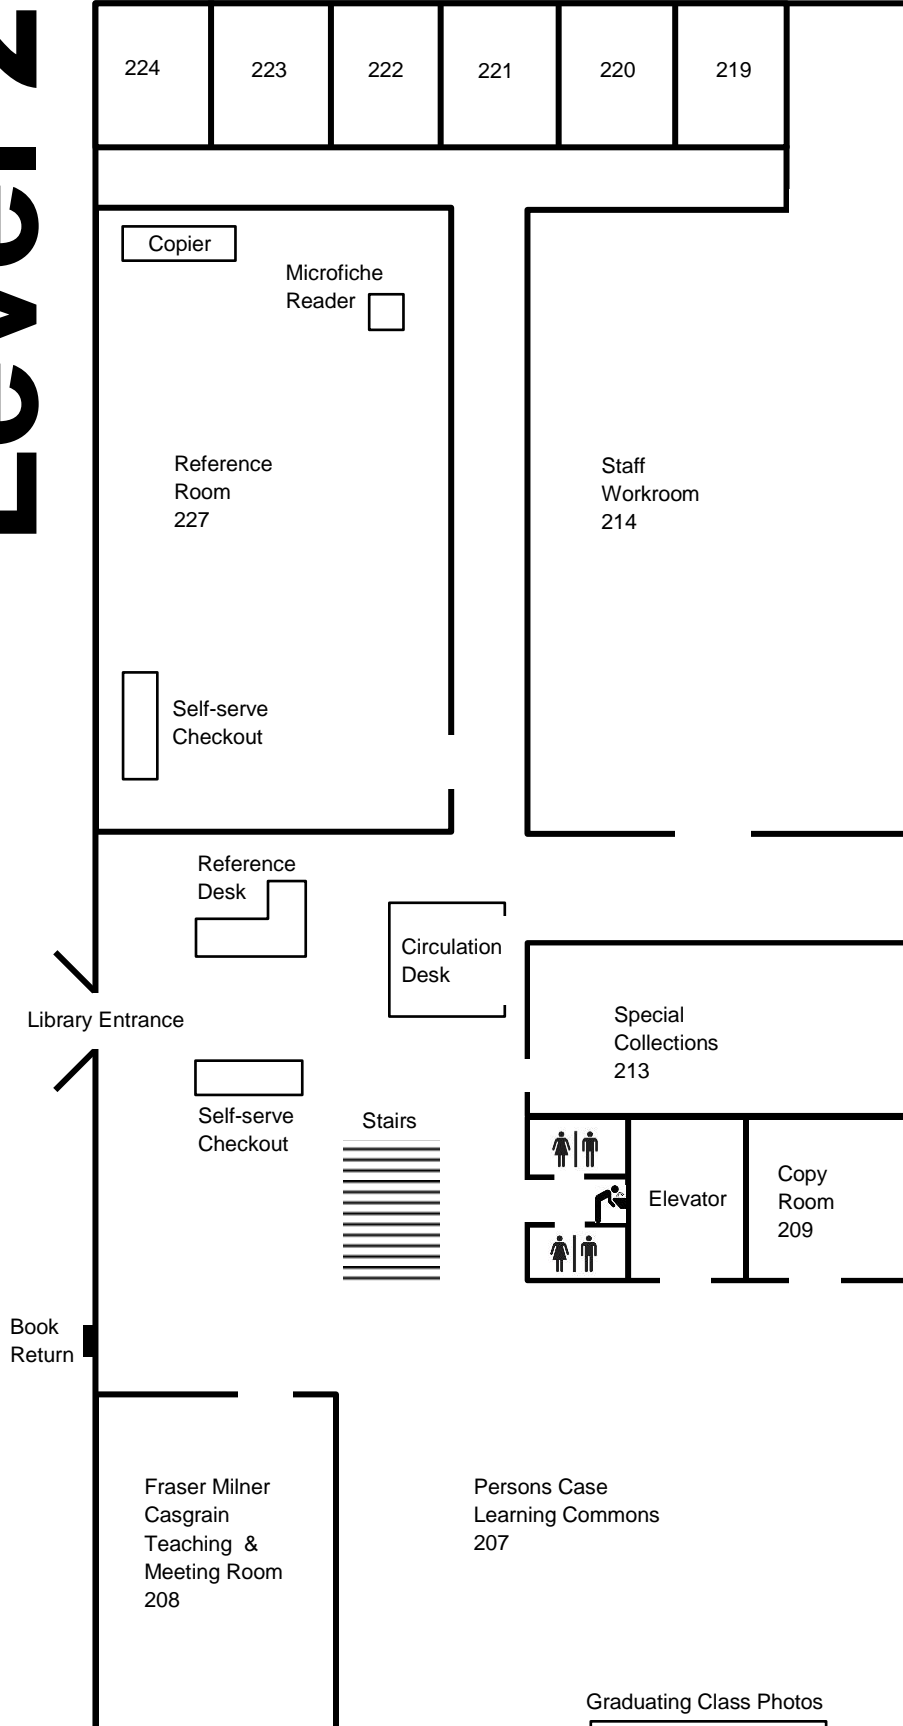 Level 2
224
223
222
221
220
219
Copier
Microfiche
Reader
Reference
Room
227
Staff
Workroom
214
Self-serve
Checkout
Reference
Desk
Circulation
Desk
Library Entrance
Special
Collections
213
Self-serve
Checkout
Stairs
Elevator
Copy
Room
209
Book
Return
Fraser Milner
Casgrain
Teaching &
Meeting Room
208
Persons Case
Learning Commons
207
Graduating Class Photos